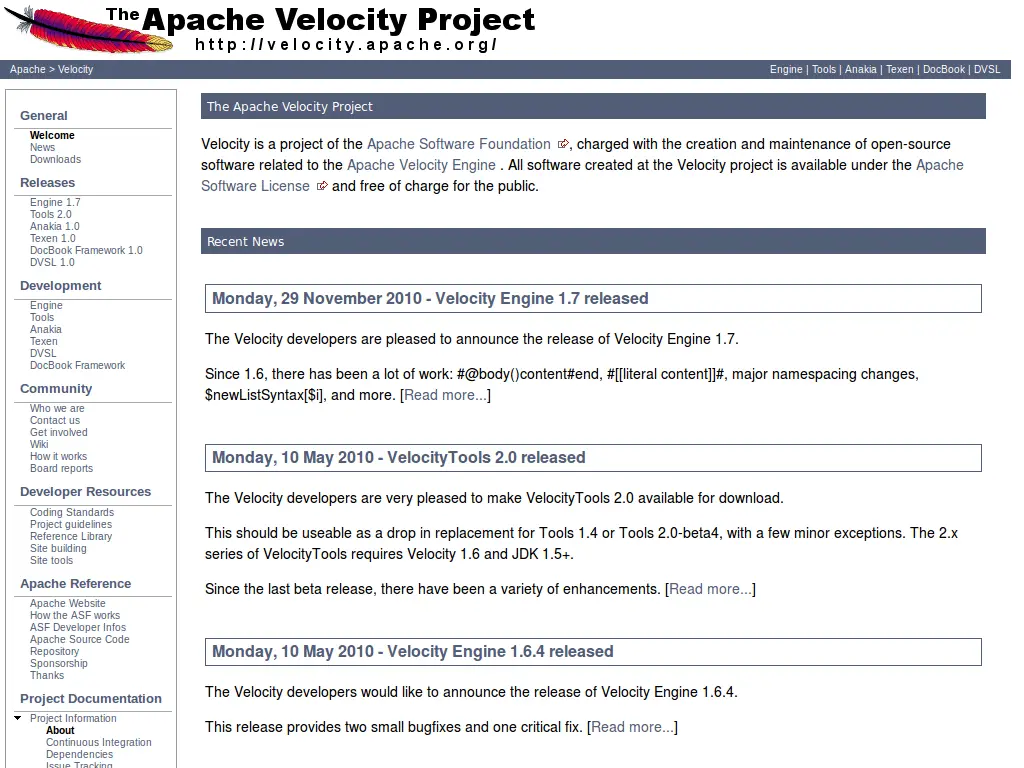 The Apache Velocity Project
http://velocity.apache.org/
Apache > Velocity
Engine | Tools | Anakia | Texen | DocBook | DVSL
General
Welcome
News
Downloads
Releases
Engine 1.7
Tools 2.0
Anakia 1.0
Texen 1.0
DocBook Framework 1.0
DVSL 1.0
Development
Engine
Tools
Anakia
Texen
DVSL
DocBook Framework
Community
Who we are
Contact us
Get involved
Wiki
How it works
Board reports
Developer Resources
Coding Standards
Project guidelines
Reference Library
Site building
Site tools
Apache Reference
Apache Website
How the ASF works
ASF Developer Infos
Apache Source Code
Repository
Sponsorship
Thanks
Project Documentation
Project Information
About
Continuous Integration
Dependencies
Issue Tracking
The Apache Velocity Project
Velocity is a project of the Apache Software Foundation , charged with the creation and maintenance of open-source
software related to the Apache Velocity Engine . All software created at the Velocity project is available under the Apache
Software License and free of charge for the public.
Recent News
Monday, 29 November 2010 - Velocity Engine 1.7 released
The Velocity developers are pleased to announce the release of Velocity Engine 1.7.
Since 1.6, there has been a lot of work: #@body()content#end, #[[literal content]]#, major namespacing changes,
$newListSyntax[$i], and more. [Read more...]
Monday, 10 May 2010 - VelocityTools 2.0 released
The Velocity developers are very pleased to make VelocityTools 2.0 available for download.
This should be useable as a drop in replacement for Tools 1.4 or Tools 2.0-beta4, with a few minor exceptions. The 2.x
series of VelocityTools requires Velocity 1.6 and JDK 1.5+.
Since the last beta release, there have been a variety of enhancements. [Read more...]
Monday, 10 May 2010 - Velocity Engine 1.6.4 released
The Velocity developers would like to announce the release of Velocity Engine 1.6.4.
This release provides two small bugfixes and one critical fix. [Read more...]